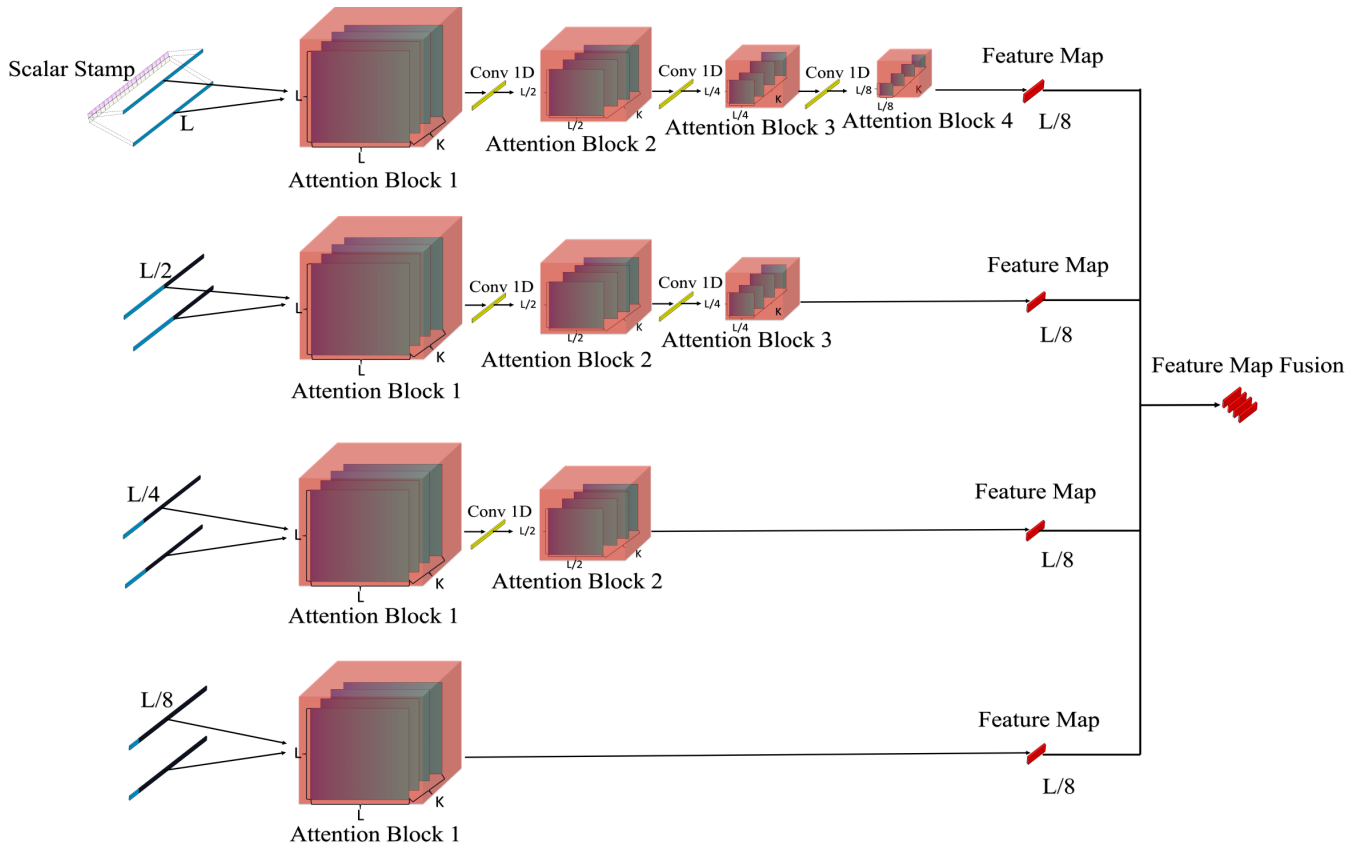 Scalar Stamp
L
L
L
K
Attention Block 1
Conv 1D
L/2
L/2
K
Attention Block 2
Conv 1D
L/4
L/4
K
Attention Block 3
Conv 1D
L/8
L/8
K
Attention Block 4
Feature Map
L/8
L/2
L
L
K
Attention Block 1
Conv 1D
L/2
L/2
K
Attention Block 2
Conv 1D
L/4
L/4
K
Attention Block 3
Feature Map
L/8
Feature Map Fusion
L/4
L
L
K
Attention Block 1
Conv 1D
L/2
L/2
K
Attention Block 2
Feature Map
L/8
L/8
L
L
K
Attention Block 1
Feature Map
L/8